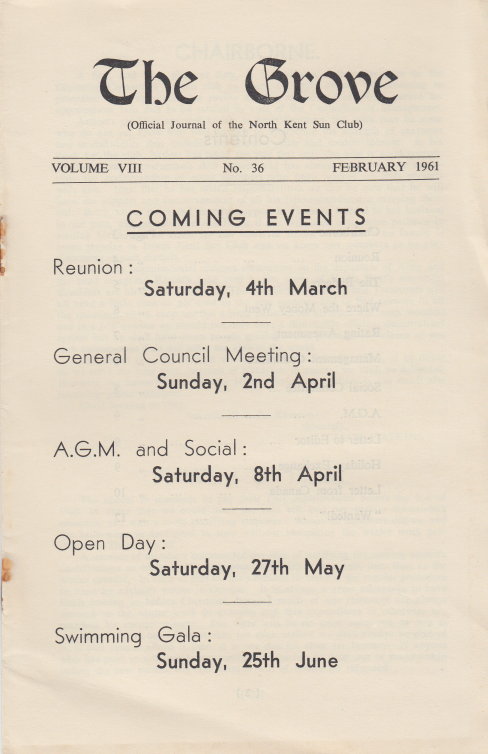 The Grove
(Official Journal of the North Kent Sun Club)
VOLUME VIII No. 36 FEBRUARY 1961
COMING EVENTS
Reunion :
Saturday, 4th March
General Council Meeting :
Sunday, 2nd April
A.G.M. and Social :
Saturday, 8th April
Open Day :
Saturday, 27th May
Swimming Gala :
Sunday, 25th June